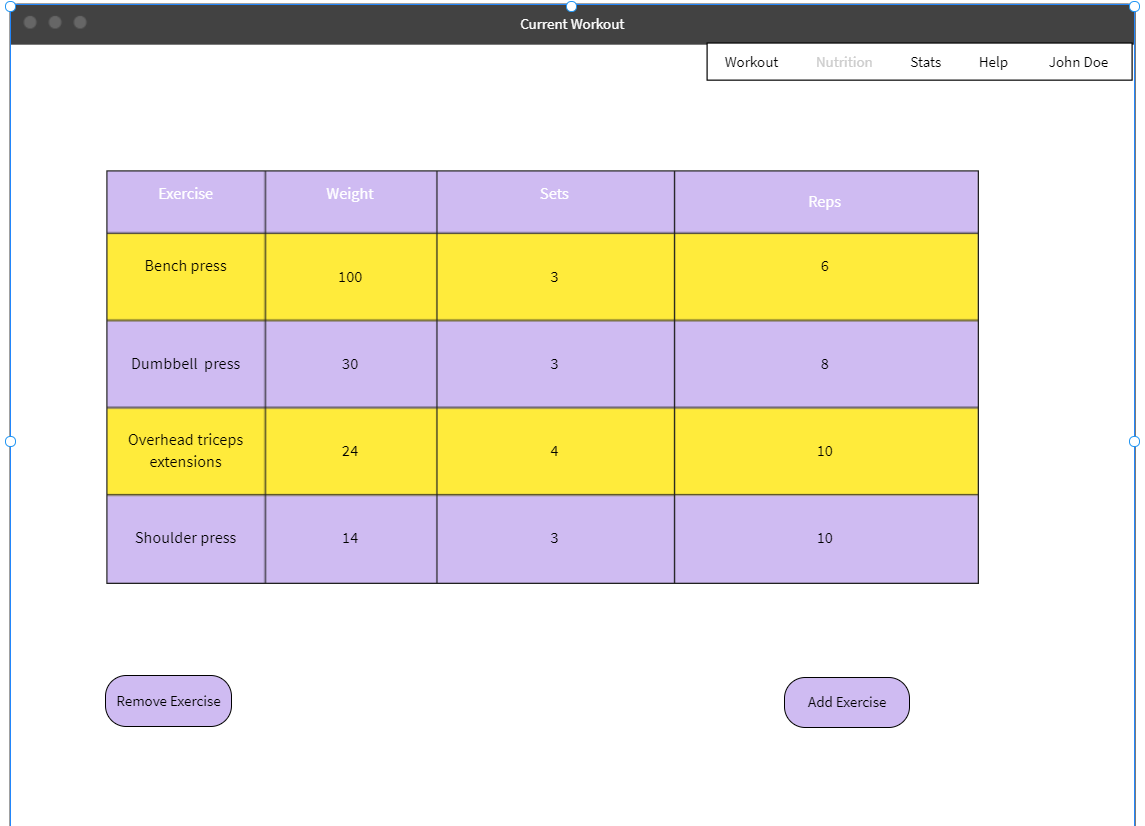 Current Workout
Workout Nutrition Stats Help John Doe
Exercise Weight Sets Reps
Bench press 100 3 6
Dumbbell  press 30 3 8
Overhead triceps
extensions 24 4 10
Shoulder press 14 3 10
Remove Exercise Add Exercise